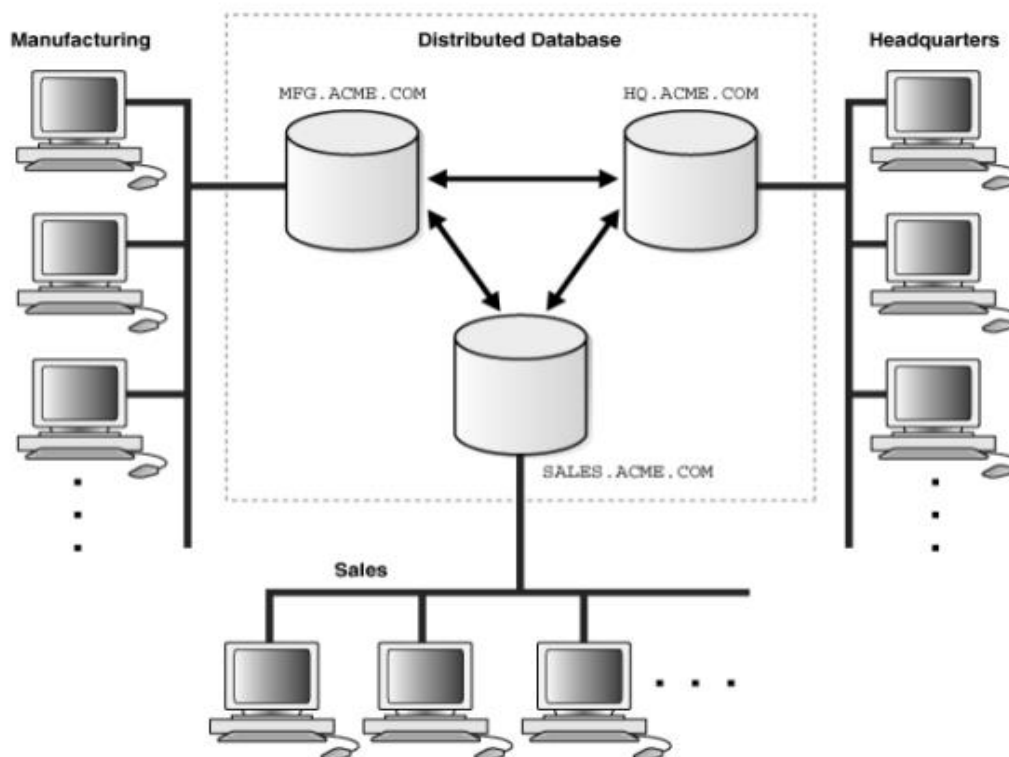 Manufacturing
Distributed Database
Headquarters
MFG.ACME.COM
HQ.ACME.COM
SALES.ACME.COM
Sales